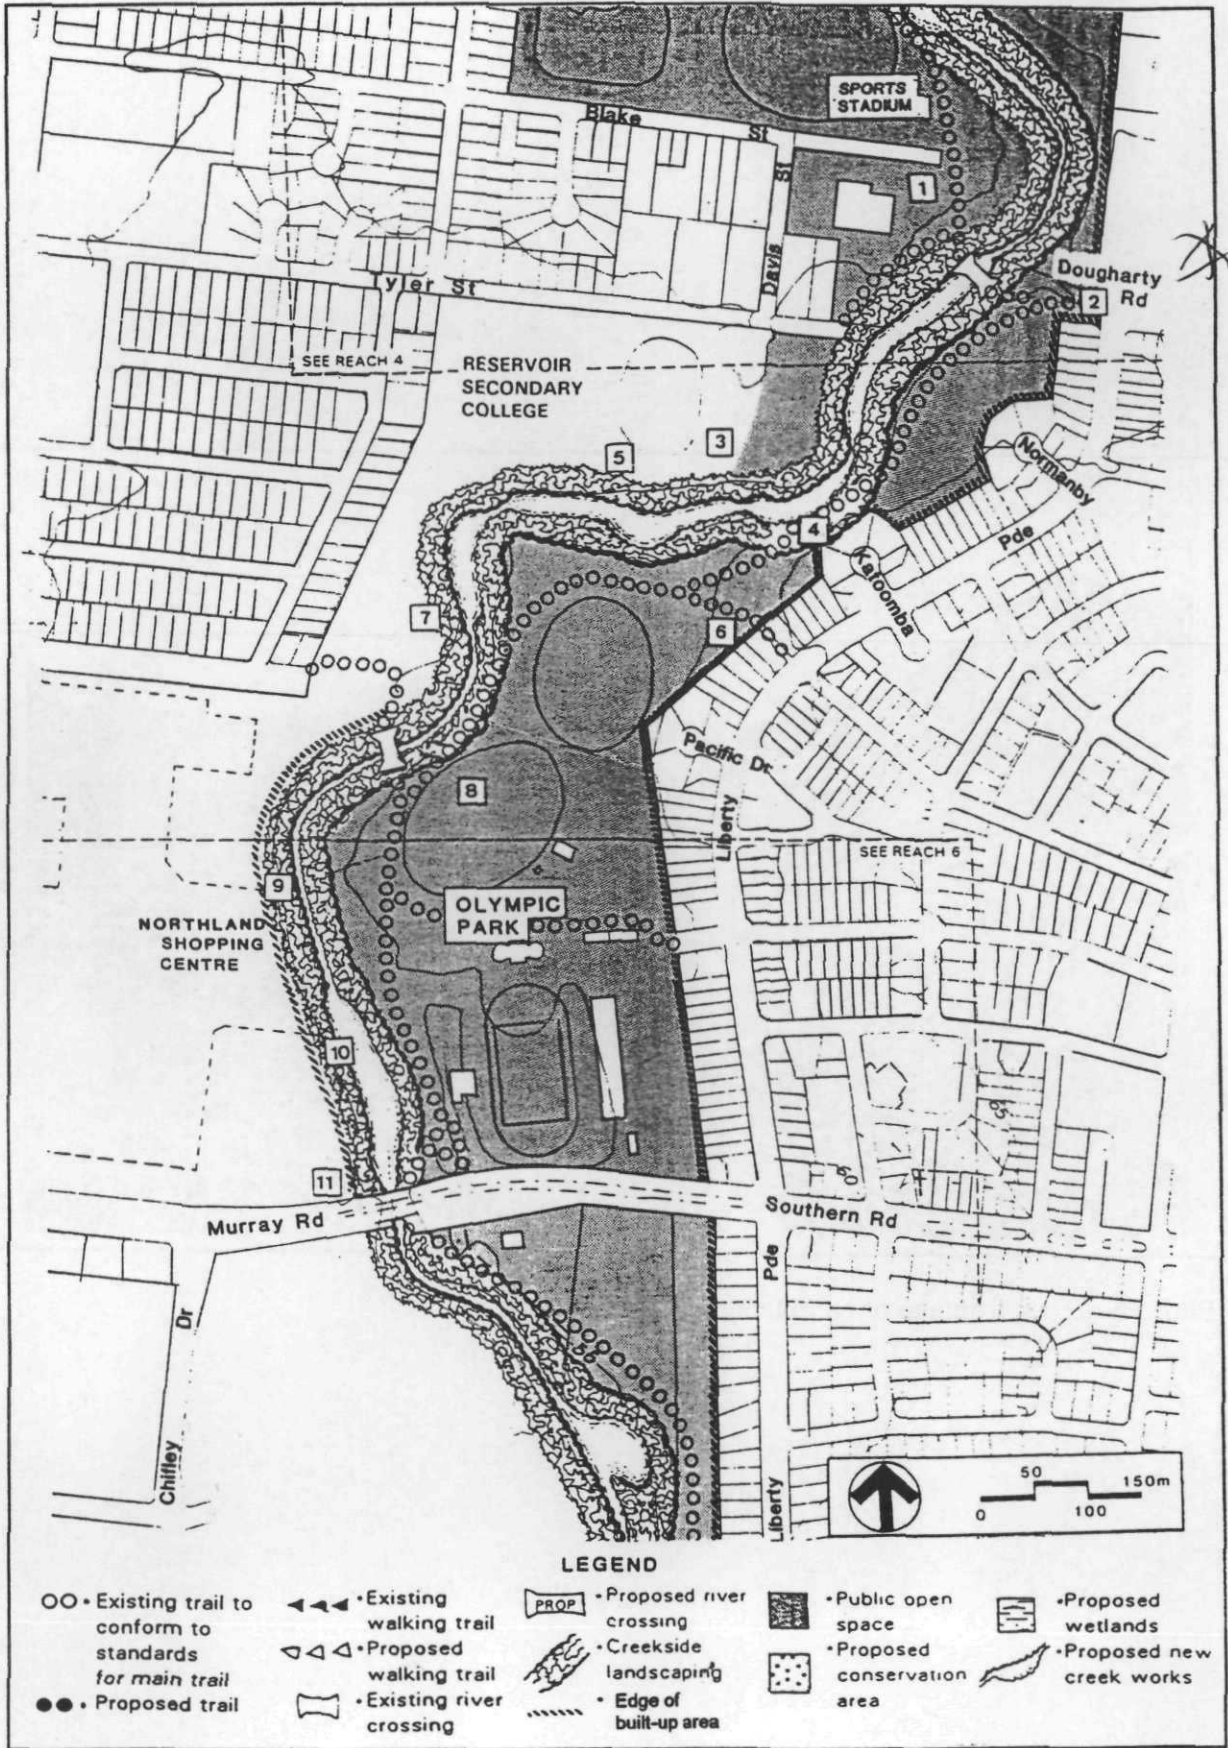 SPORTS
STADIUM
Blake
St
St
1
Davis
Dougharty
Rd
2
Tyler St
SEE REACH 4
RESERVOIR
SECONDARY
COLLEGE
3
5
Normanby
4
Pde
Katoomba
7
6
Pacific Dr
8
Liberty
SEE REACH 6
9
OLYMPIC
PARK
NORTHLAND
SHOPPING
CENTRE
10
65
60
11
Murray Rd
Southern Rd
Pde
Dr
56
Chifley
Liberty
50
150m
0
100
LEGEND
• Existing trail to
conform to
standards
for main trail
• Proposed trail
• Existing
walking trail
• Proposed
walking trail
• Existing river
crossing
PROP
• Proposed river
crossing
• Creekside
landscaping
• Edge of
built-up area
• Public open
space
• Proposed
conservation
area
• Proposed
wetlands
• Proposed new
creek works